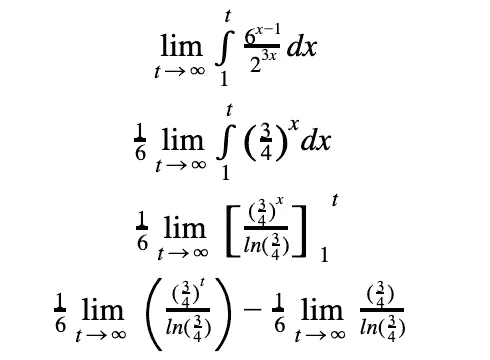 lim t→∞ ∫₁ᵗ 6^(x−1)/2^(3x) dx
1/6 lim t→∞ ∫₁ᵗ (3/4)^x dx
1/6 lim t→∞ [(3/4)^x / ln(3/4)]₁ᵗ
1/6 lim t→∞ ((3/4)^t / ln(3/4)) − 1/6 lim t→∞ (3/4) / ln(3/4)